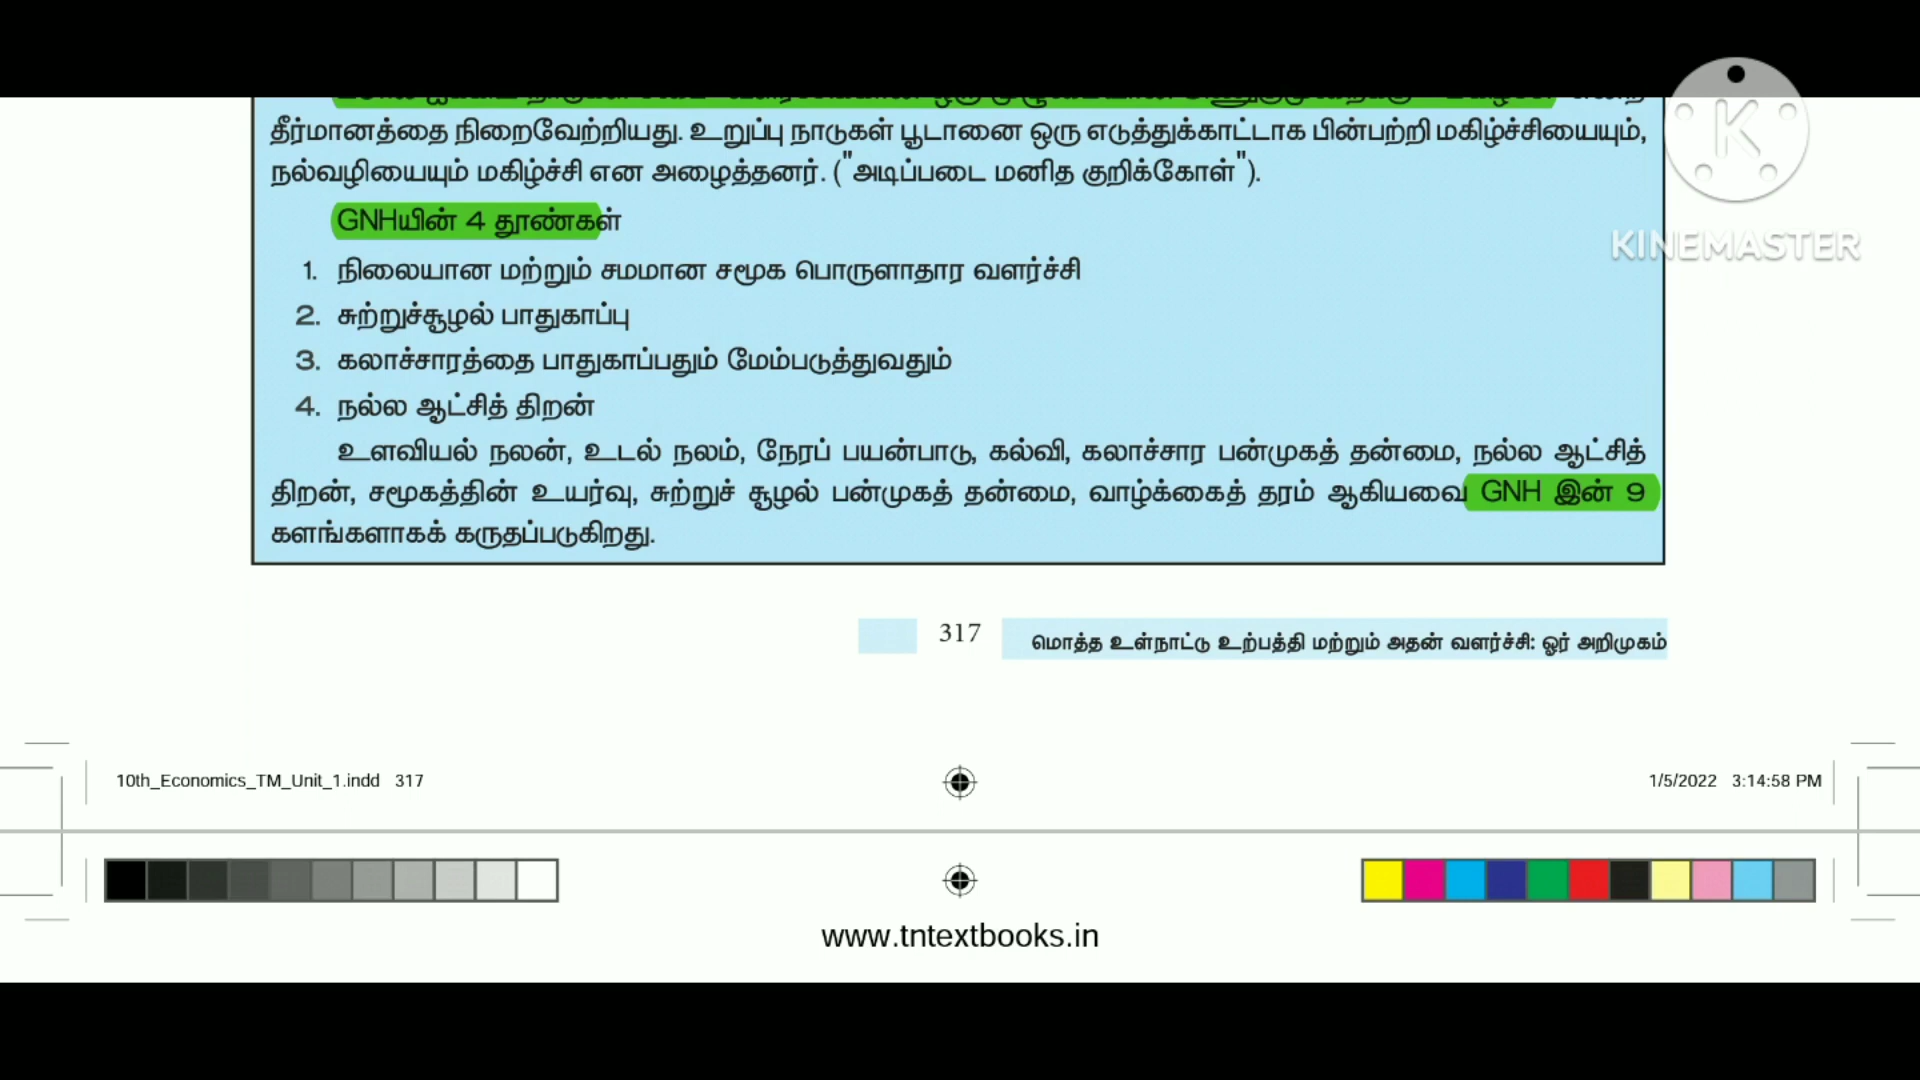 தீர்மானத்தை நிறைவேற்றியது. உறுப்பு நாடுகள் பூடானை ஒரு எடுத்துக்காட்டாக பின்பற்றி மகிழ்ச்சியையும்,
நல்வழியையும் மகிழ்ச்சி என அழைத்தனர். ("அடிப்படை மனித குறிக்கோள்").
GNHயின் 4 தூண்கள்
1. நிலையான மற்றும் சமமான சமூக பொருளாதார வளர்ச்சி
2. சுற்றுச்சூழல் பாதுகாப்பு
3. கலாச்சாரத்தை பாதுகாப்பதும் மேம்படுத்துவதும்
4. நல்ல ஆட்சித் திறன்
உளவியல் நலன், உடல் நலம், நேரப் பயன்பாடு, கல்வி, கலாச்சார பன்முகத் தன்மை, நல்ல ஆட்சித்
திறன், சமூகத்தின் உயர்வு, சுற்றுச் சூழல் பன்முகத் தன்மை, வாழ்க்கைத் தரம் ஆகியவை GNH இன் 9
களங்களாகக் கருதப்படுகிறது.
317 மொத்த உள்நாட்டு உற்பத்தி மற்றும் அதன் வளர்ச்சி: ஓர் அறிமுகம்
10th_Economics_TM_Unit_1.indd 317
1/5/2022 3:14:58 PM
www.tntextbooks.in
K
KINEMASTER